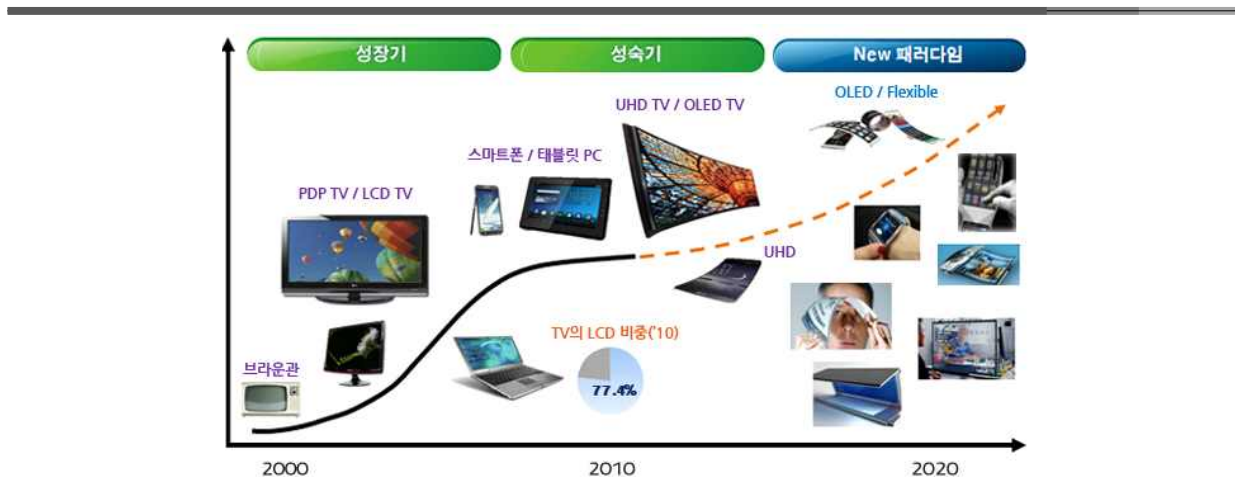 성장기
성숙기
New 패러다임
UHD TV / OLED TV
OLED / Flexible
스마트폰 / 태블릿 PC
PDP TV / LCD TV
UHD
TV의 LCD 비중('10)
브라운관
77.4%
2000
2010
2020